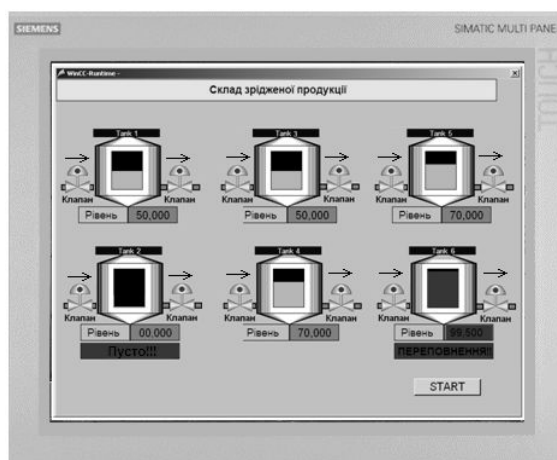 SIEMENS
SIMATIC MULTI PANE
TOUCH
WinCC-Runtime -
Склад зрідженої продукції
Tank 1
Tank 3
Tank 5
Клапан
Клапан
Клапан
Клапан
Клапан
Клапан
Рівень 50,000
Рівень 50,000
Рівень 70,000
Tank 2
Tank 4
Tank 6
Клапан
Клапан
Клапан
Клапан
Клапан
Клапан
Рівень 00,000
Рівень 70,000
Рівень 99,500
Пусто!!!
ПЕРЕПОВНЕННЯ!!
START